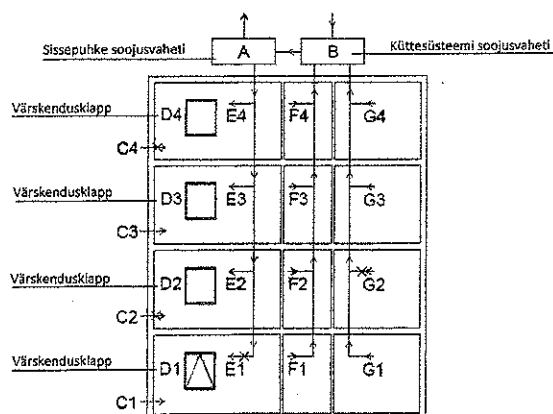 Sissepuhke soojusvaheti
A
B
Küttesüsteemi soojusvaheti
Värskendusklapp
D4
E4
F4
G4
C4
Värskendusklapp
D3
E3
F3
G3
C3
Värskendusklapp
D2
E2
F2
G2
C2
Värskendusklapp
D1
E1
F1
G1
C1